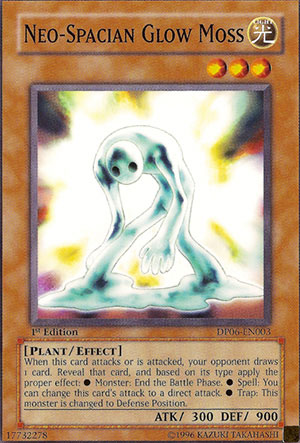 NEO-SPACIAN GLOW MOSS
光
1st Edition
DP06-EN003
[PLANT/EFFECT]
When this card attacks or is attacked, your opponent draws
1 card. Reveal that card, and based on its type apply the
proper effect: ● Monster: End the Battle Phase. ● Spell: You
can change this card's attack to a direct attack. ● Trap: This
monster is changed to Defense Position.
ATK/ 300 DEF/ 900
17732278
©1996 KAZUKI TAKAHASHI